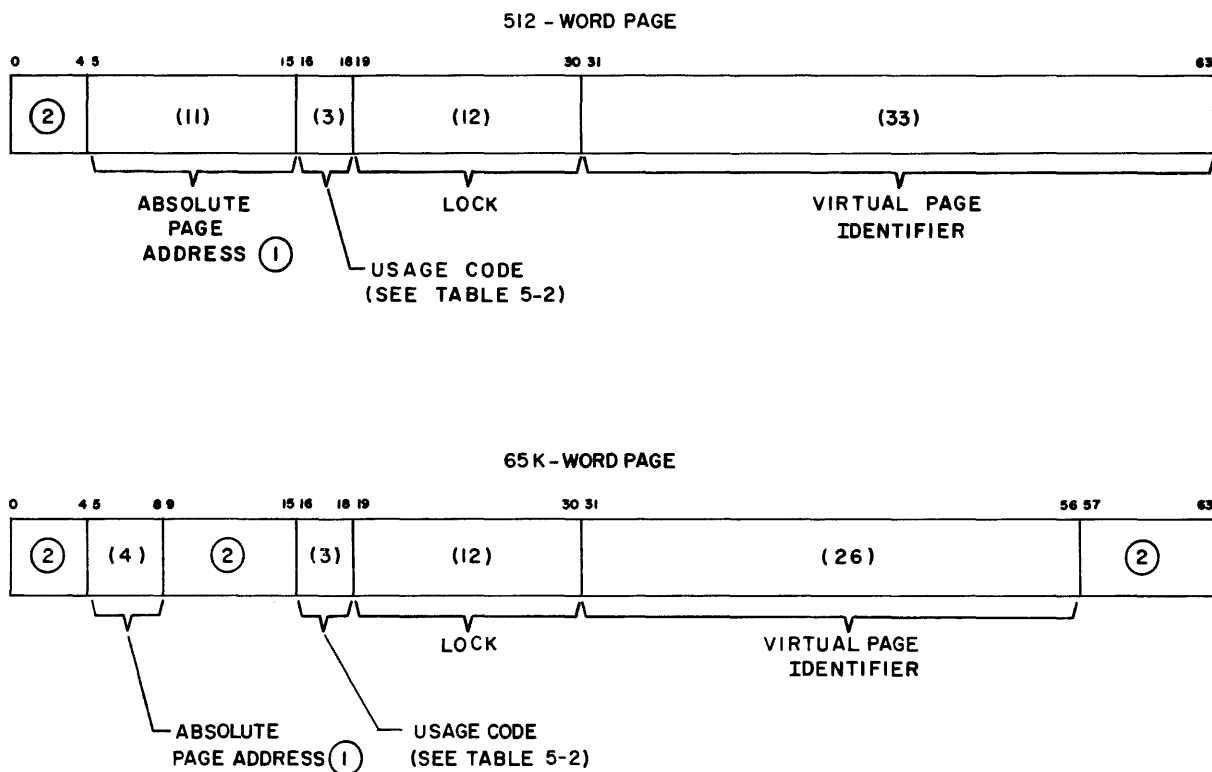 512 - WORD PAGE
0 4 5 15 16 18 19 30 31 63
② (11) (3) (12) (33)
ABSOLUTE
PAGE
ADDRESS ①
LOCK
VIRTUAL PAGE
IDENTIFIER
USAGE CODE
(SEE TABLE 5-2)
65K - WORD PAGE
0 4 5 8 9 15 16 18 19 30 31 56 57 63
② (4) ② (3) (12) (26) ②
LOCK
VIRTUAL PAGE
IDENTIFIER
ABSOLUTE
PAGE ADDRESS ①
USAGE CODE
(SEE TABLE 5-2)